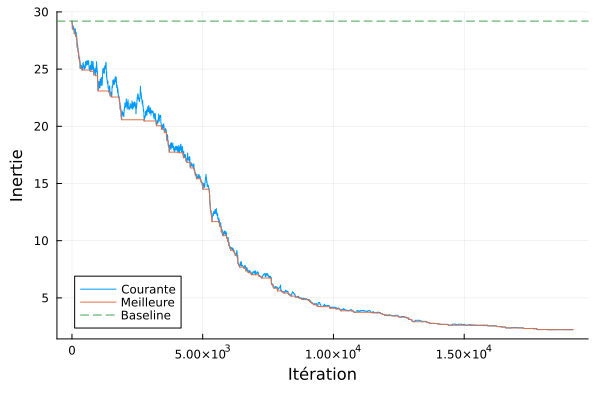 30
25
20
15
10
5
Inertie
Courante
Meilleure
Baseline
0
5.00×10³
1.00×10⁴
1.50×10⁴
Itération